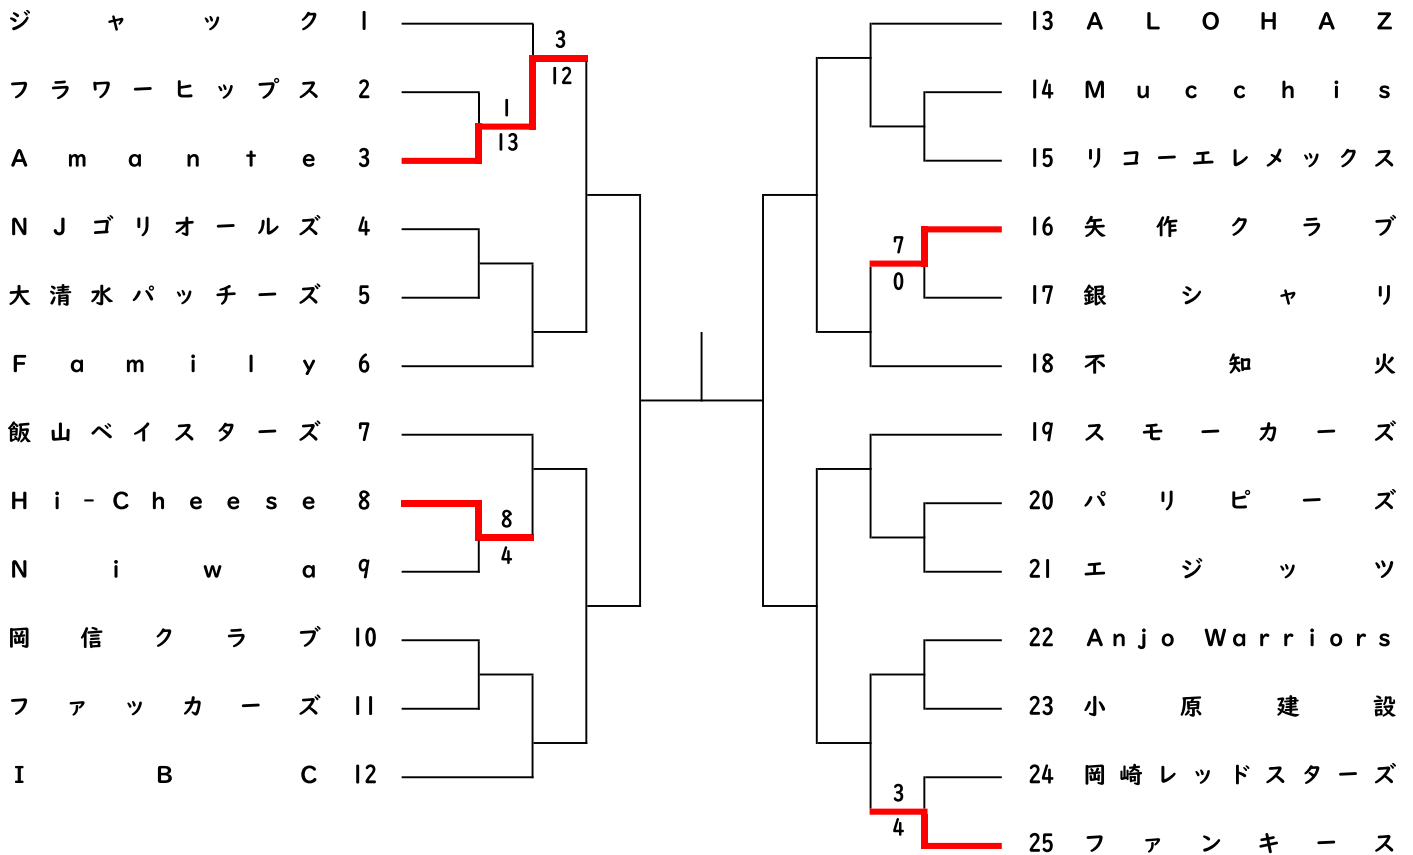 ジャック 1
フラワーヒップス 2
Amante 3
NJゴリオールズ 4
大清水パッチーズ 5
Family 6
飯山ベイスターズ 7
Hi-Cheese 8
Niwa 9
岡信クラブ 10
ファッカーズ 11
IBC 12
3
12
1
13
8
4
7
0
3
4
13 ALOHAZ
14 Mucchis
15 リコーエレメックス
16 矢作クラブ
17 銀シャリ
18 不知火
19 スモーカーズ
20 パリピーズ
21 エジッツ
22 Anjo Warriors
23 小原建設
24 岡崎レッドスターズ
25 ファンキース